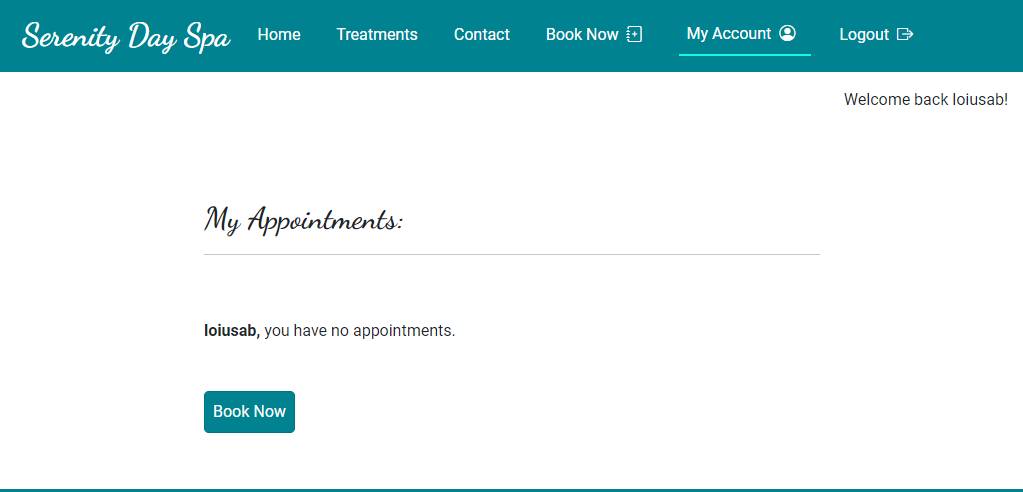 Serenity Day Spa Home Treatments Contact Book Now My Account Logout
Welcome back loiusab!
My Appointments:
loiusab, you have no appointments.
Book Now